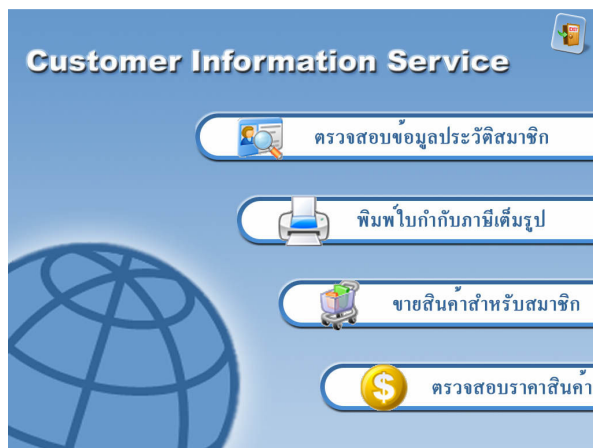 Customer Information Service
ตรวจสอบข้อมูลประวัติสมาชิก
พิมพ์ใบกำกับภาษีเต็มรูป
ขายสินค้าสำหรับสมาชิก
ตรวจสอบราคาสินค้า